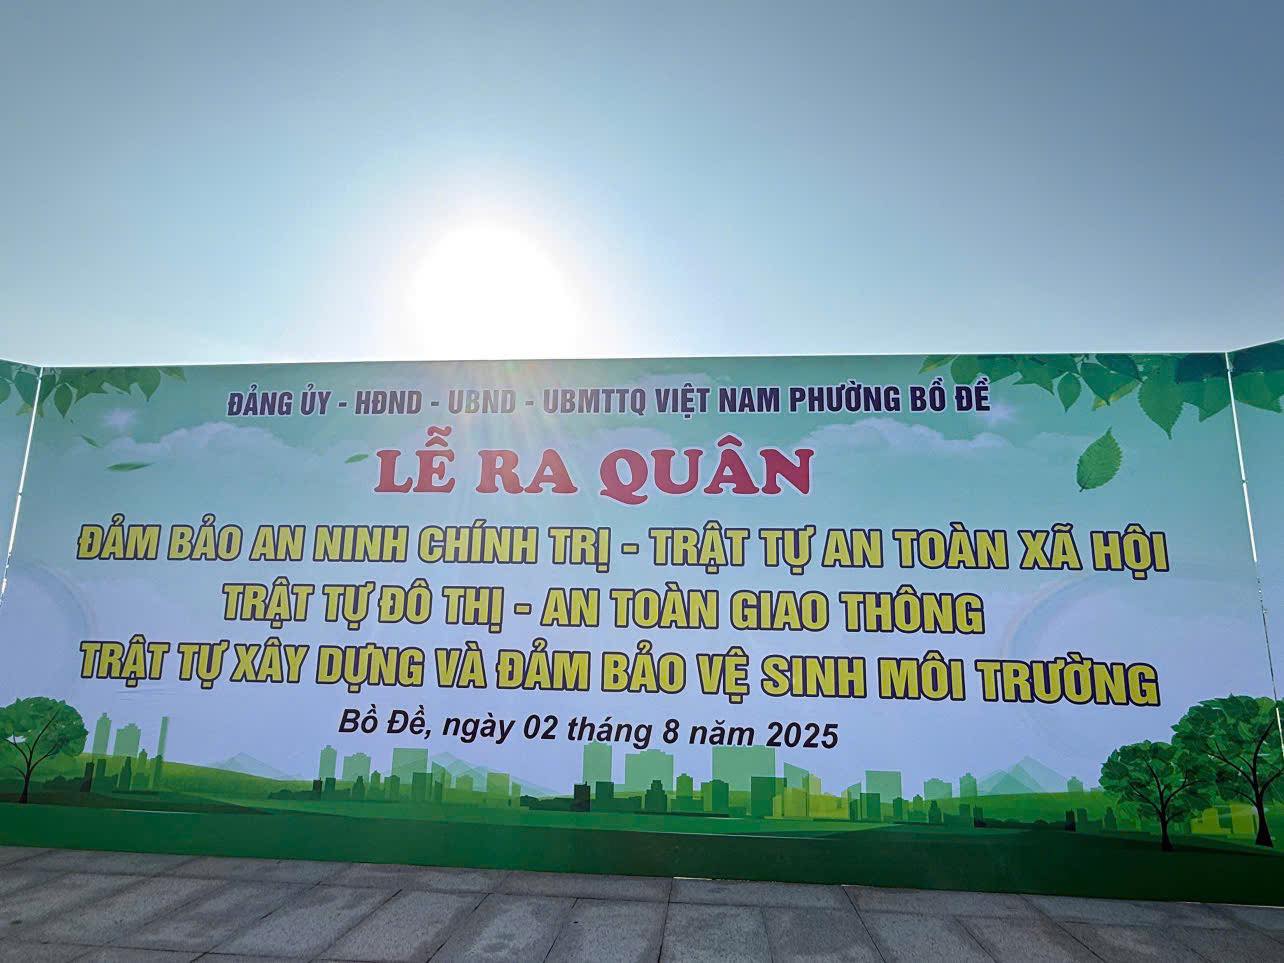 ĐẢNG ỦY - HĐND - UBND - UBMTTQ VIỆT NAM PHƯỜNG BỒ ĐỀ
LỄ RA QUÂN
ĐẢM BẢO AN NINH CHÍNH TRỊ - TRẬT TỰ AN TOÀN XÃ HỘI
TRẬT TỰ ĐÔ THỊ - AN TOÀN GIAO THÔNG
TRẬT TỰ XÂY DỰNG VÀ ĐẢM BẢO VỆ SINH MÔI TRƯỜNG
Bồ Đề, ngày 02 tháng 8 năm 2025